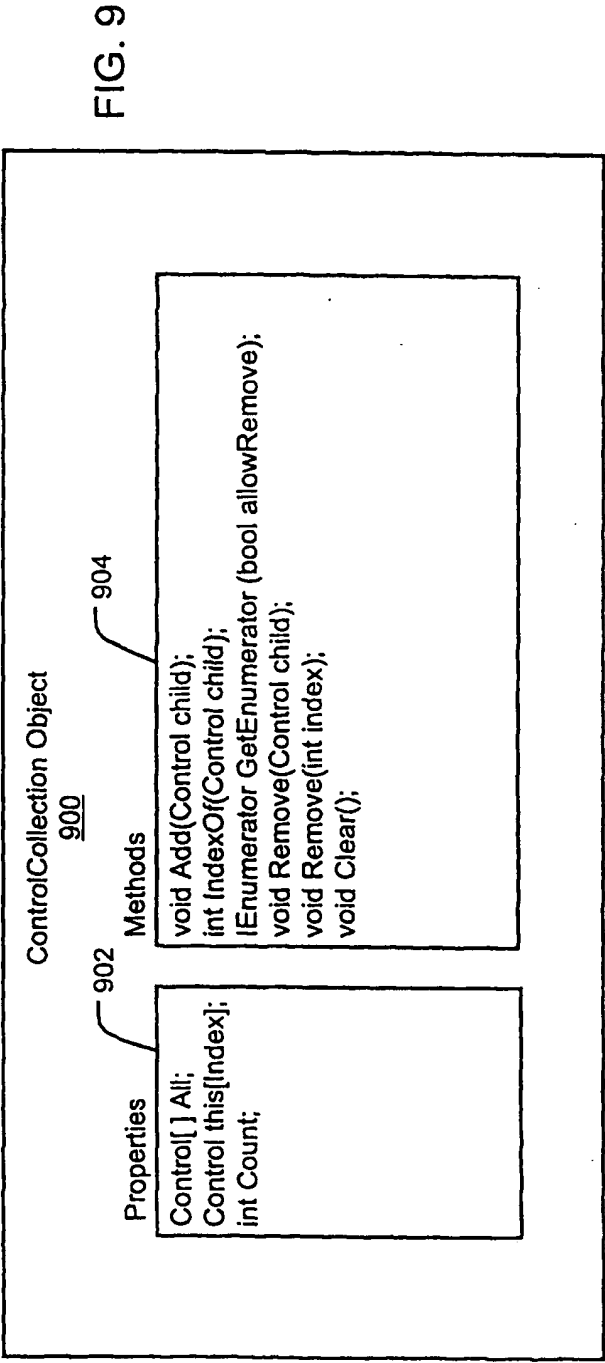 FIG. 9
ControlCollection Object
900
Properties
902
Control[ ] All;
Control this[Index];
int Count;
Methods
904
void Add(Control child);
int IndexOf(Control child);
IEnumerator GetEnumerator (bool allowRemove);
void Remove(Control child);
void Remove(int index);
void Clear();